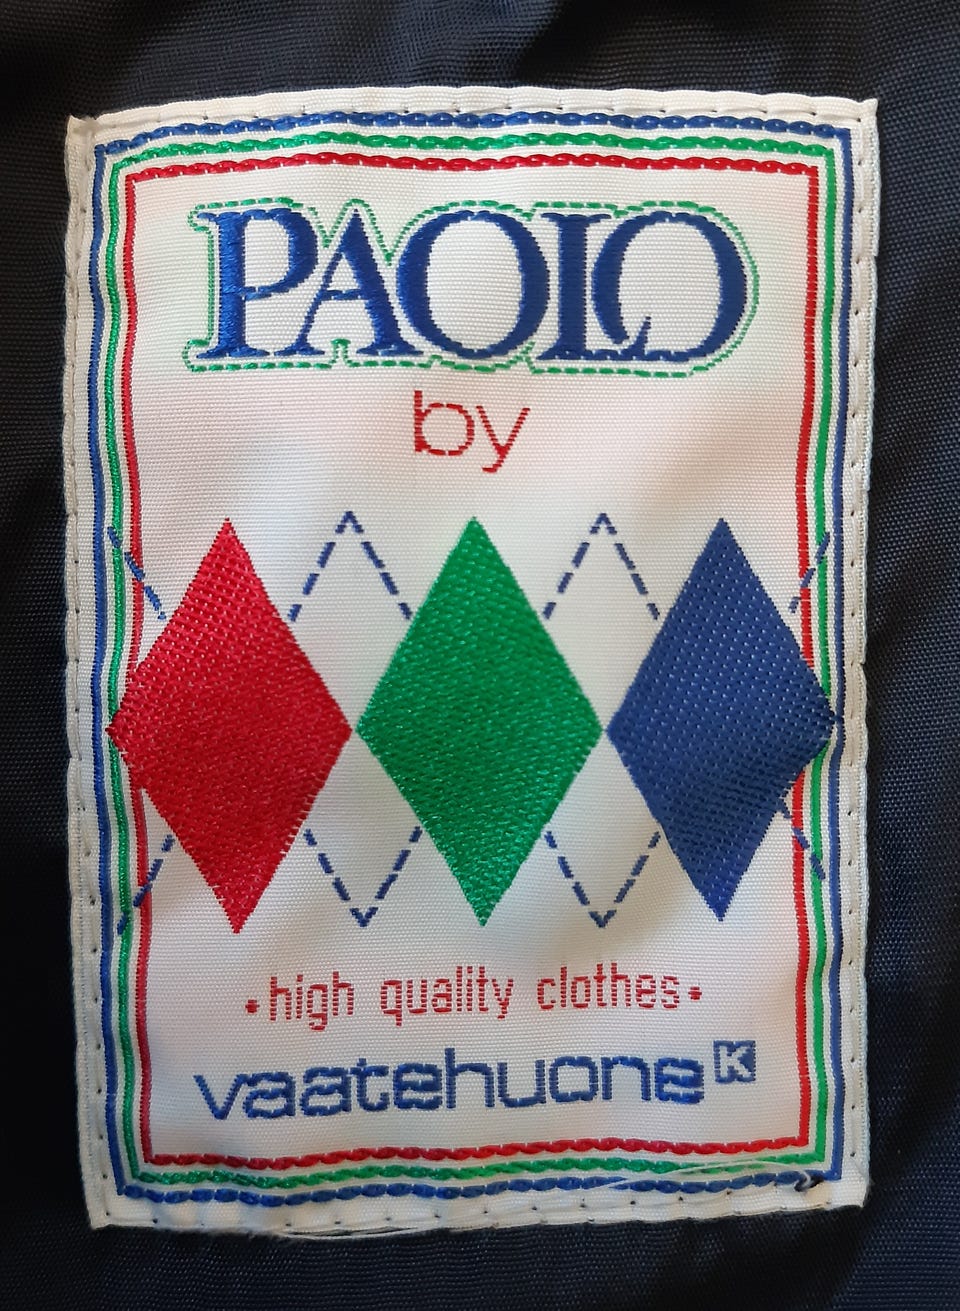 PAOLO
by
•high quality clothes•
vaatehuone K